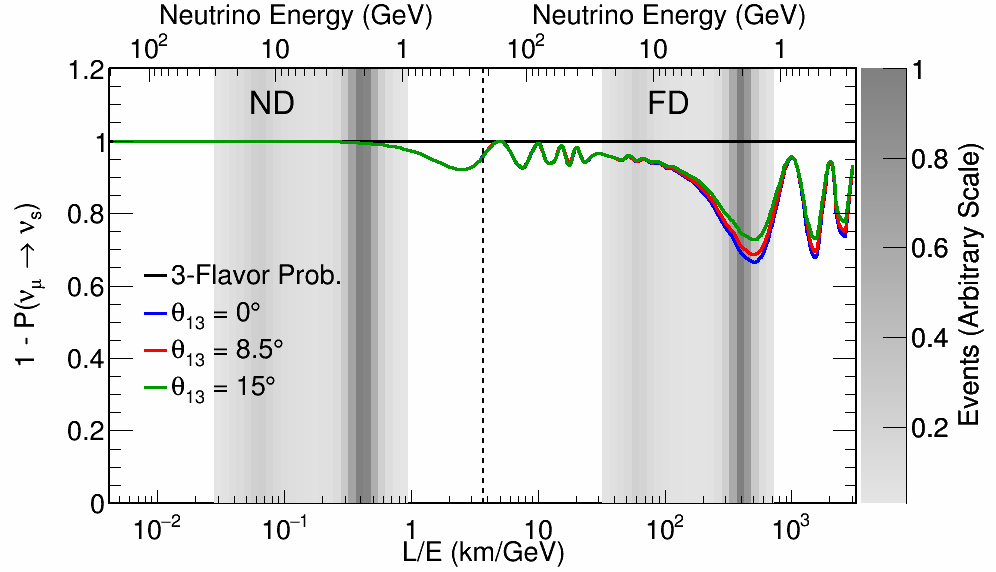 Neutrino Energy (GeV) Neutrino Energy (GeV)
10² 10 1 10² 10 1
1.2
1
0.8
0.6
0.4
0.2
0
1 - P(νμ → νs)
ND FD
3-Flavor Prob.
θ13 = 0°
θ13 = 8.5°
θ13 = 15°
10⁻² 10⁻¹ 1 10 10² 10³
L/E (km/GeV)
1
0.8
0.6
0.4
0.2
Events (Arbitrary Scale)